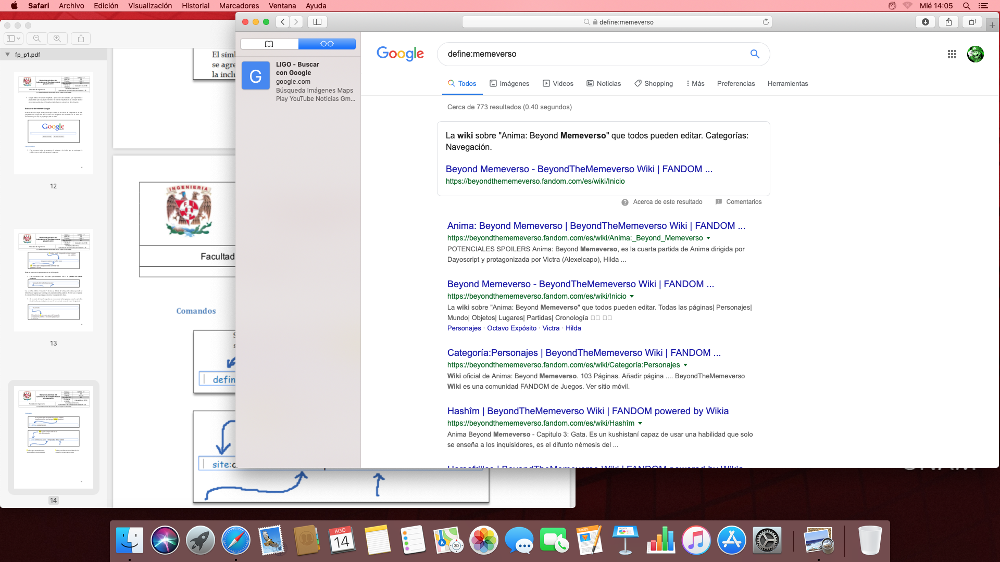 Safari Archivo Edición Visualización Historial Marcadores Ventana Ayuda
Mié 14:05
fp_p1.pdf
Google
12
13
14
El símb
se agre
la inclu
INGENIERIA
Facultad
Comandos
defin
site:c
define:memeverso
LIGO - Buscar
con Google
google.com
Búsqueda Imágenes Maps
Play YouTube Noticias Gm...
G
Google
define:memeverso
Todos Imágenes Videos Noticias Shopping Más Preferencias Herramientas
Cerca de 773 resultados (0.40 segundos)
La wiki sobre "Anima: Beyond Memeverso" que todos pueden editar. Categorías:
Navegación.
Beyond Memeverso - BeyondTheMemeverso Wiki | FANDOM ...
https://beyondthememeverso.fandom.com/es/wiki/Inicio
Acerca de este resultado Comentarios
Anima: Beyond Memeverso | BeyondTheMemeverso Wiki | FANDOM ...
https://beyondthememeverso.fandom.com/es/wiki/Anima:_Beyond_Memeverso
POTENCIALES SPOILERS Anima: Beyond Memeverso, es la cuarta partida de Anima dirigida por
Dayoscript y protagonizada por Victra (Alexelcapo), Hilda ...
Beyond Memeverso - BeyondTheMemeverso Wiki | FANDOM ...
https://beyondthememeverso.fandom.com/es/wiki/Inicio
La wiki sobre "Anima: Beyond Memeverso" que todos pueden editar. Todas las páginas| Personajes|
Mundo| Objetos| Lugares| Partidas| Cronología
Personajes · Octavo Expósito · Victra · Hilda
Categoría:Personajes | BeyondTheMemeverso Wiki | FANDOM ...
https://beyondthememeverso.fandom.com/es/wiki/Categoría:Personajes
Wiki oficial de Anima: Beyond Memeverso. 103 Páginas. Añadir página .... BeyondTheMemeverso
Wiki es una comunidad FANDOM de Juegos. Ver sitio móvil.
Hashîm | BeyondTheMemeverso Wiki | FANDOM powered by Wikia
https://beyondthememeverso.fandom.com/es/wiki/Hashîm
Anima Beyond Memeverso - Capitulo 3: Gata. Es un kushistaní capaz de usar una habilidad que solo
se enseña a los inquisidores, es el difunto némesis del ...
UNAM
AGO
14
PAGES
3D